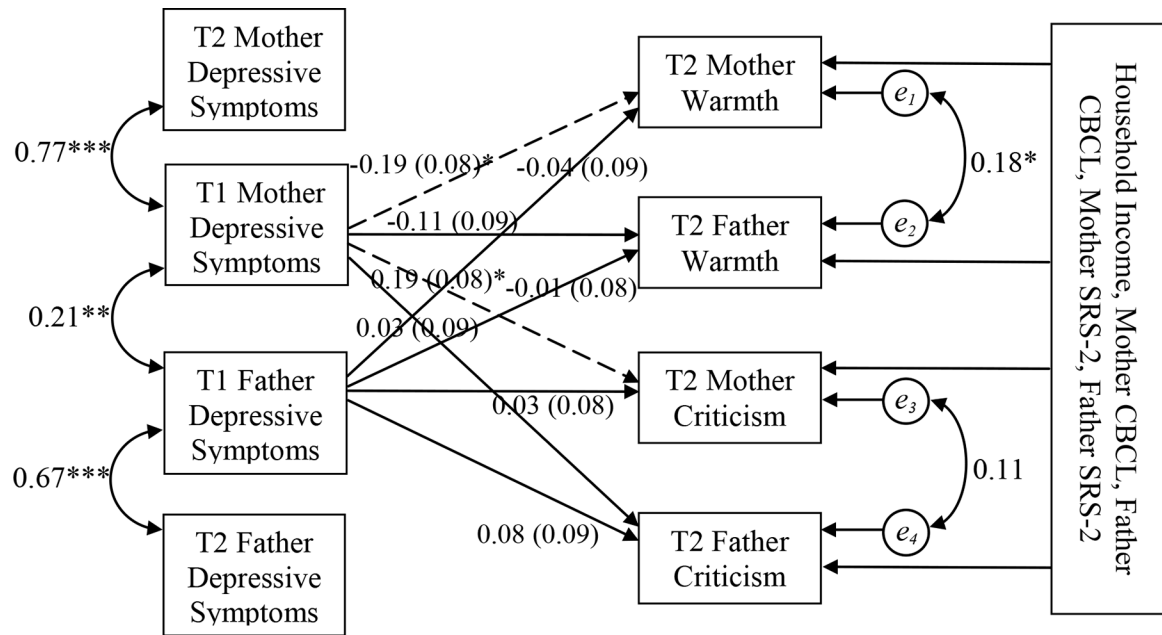 T2 Mother
Depressive
Symptoms
0.77***
T1 Mother
Depressive
Symptoms
0.21**
T1 Father
Depressive
Symptoms
0.67***
T2 Father
Depressive
Symptoms
-0.19 (0.08)*
-0.04 (0.09)
-0.11 (0.09)
0.19 (0.08)*
-0.01 (0.08)
0.03 (0.09)
0.03 (0.08)
0.08 (0.09)
T2 Mother
Warmth
T2 Father
Warmth
T2 Mother
Criticism
T2 Father
Criticism
e1
e2
e3
e4
0.18*
0.11
Household Income, Mother CBCL, Father
CBCL, Mother SRS-2, Father SRS-2